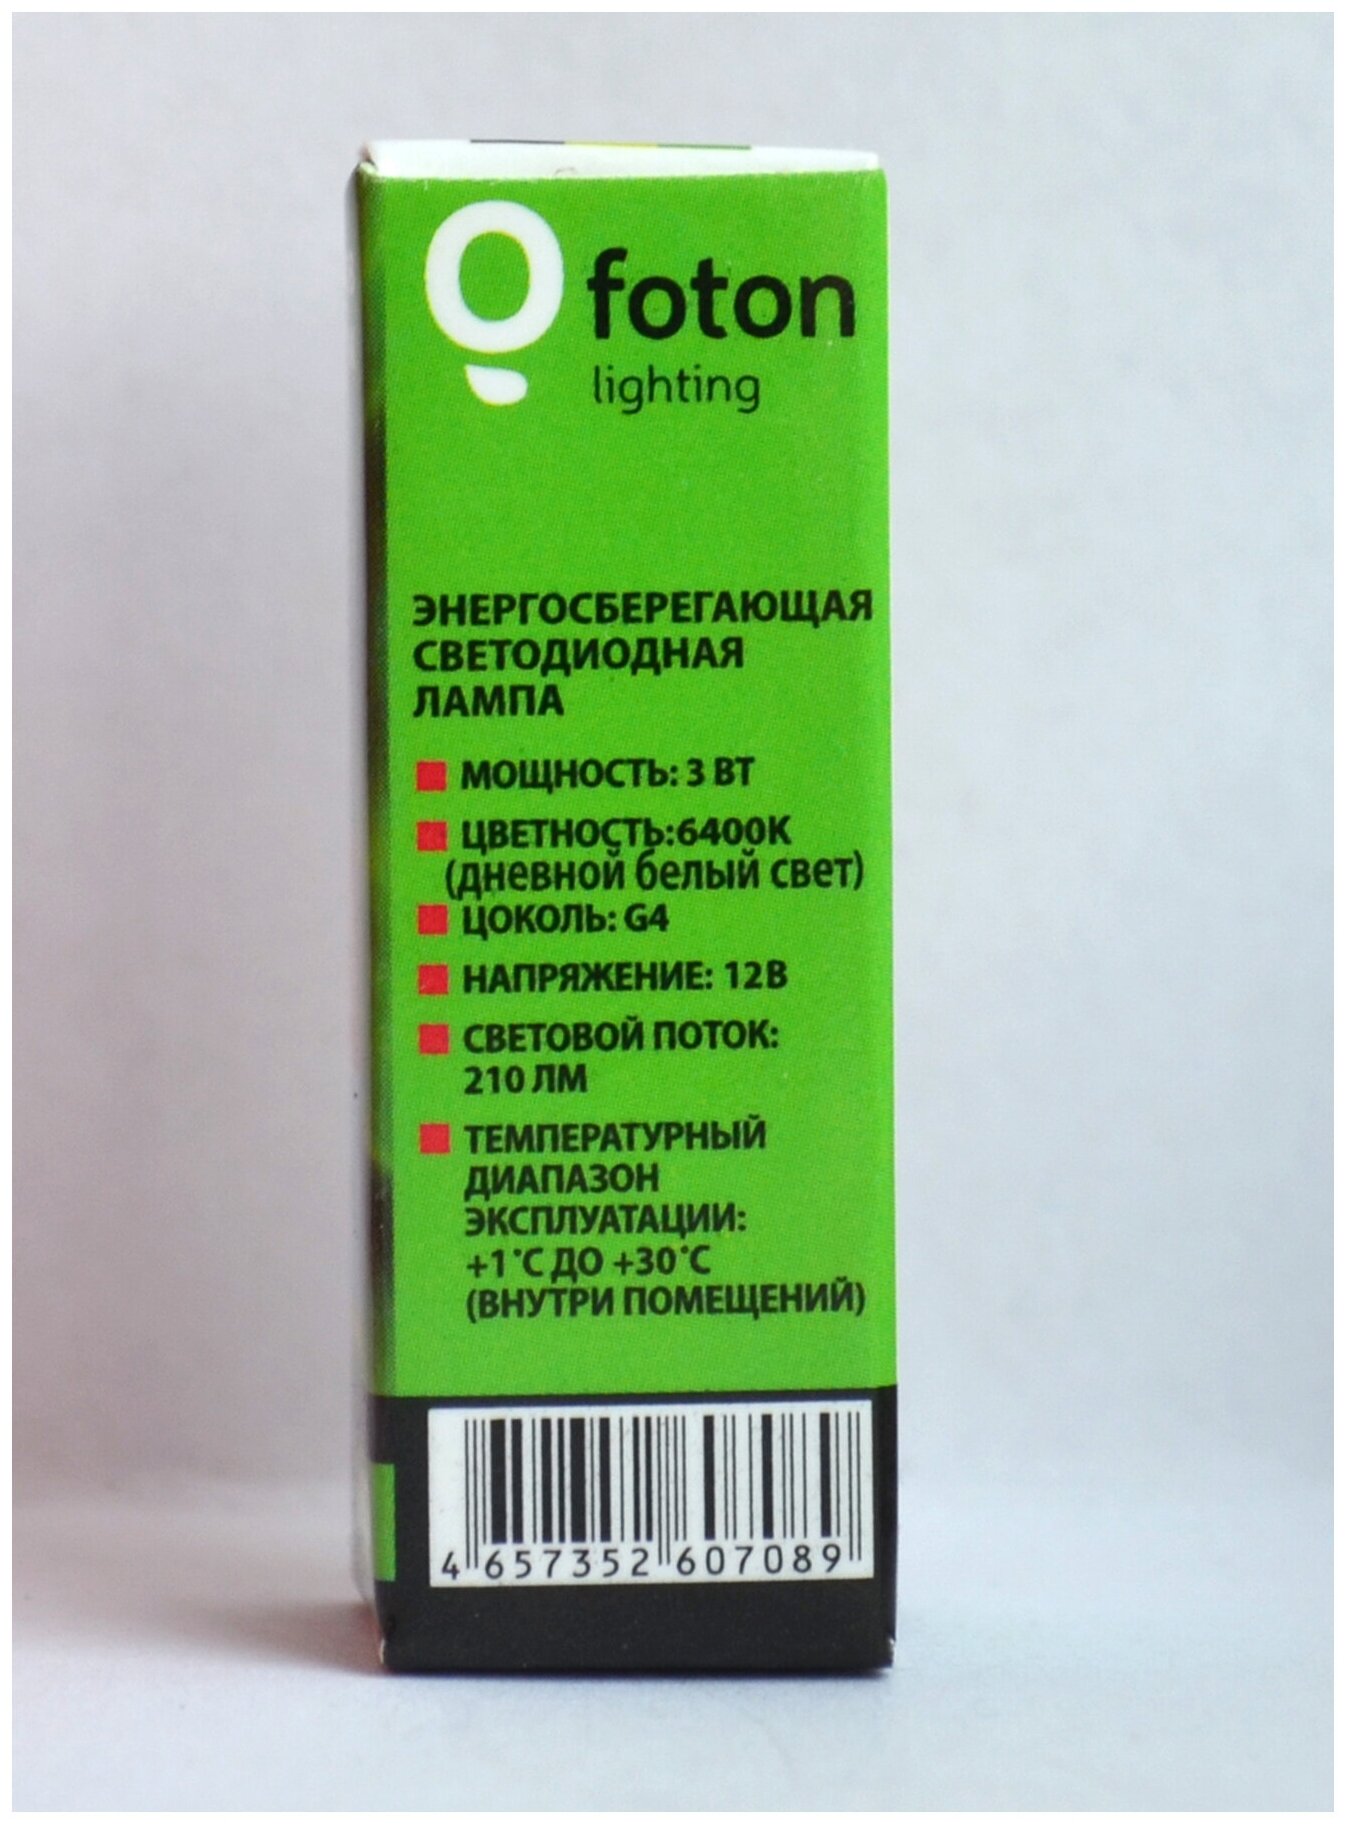 foton
lighting
ЭНЕРГОСБЕРЕГАЮЩАЯ
СВЕТОДИОДНАЯ
ЛАМПА
МОЩНОСТЬ: 3 ВТ
ЦВЕТНОСТЬ:6400К
(дневной белый свет)
ЦОКОЛЬ: G4
НАПРЯЖЕНИЕ: 12В
СВЕТОВОЙ ПОТОК:
210 ЛМ
ТЕМПЕРАТУРНЫЙ
ДИАПАЗОН
ЭКСПЛУАТАЦИИ:
+1°С ДО +30°С
(ВНУТРИ ПОМЕЩЕНИЙ)
4 657352 607089